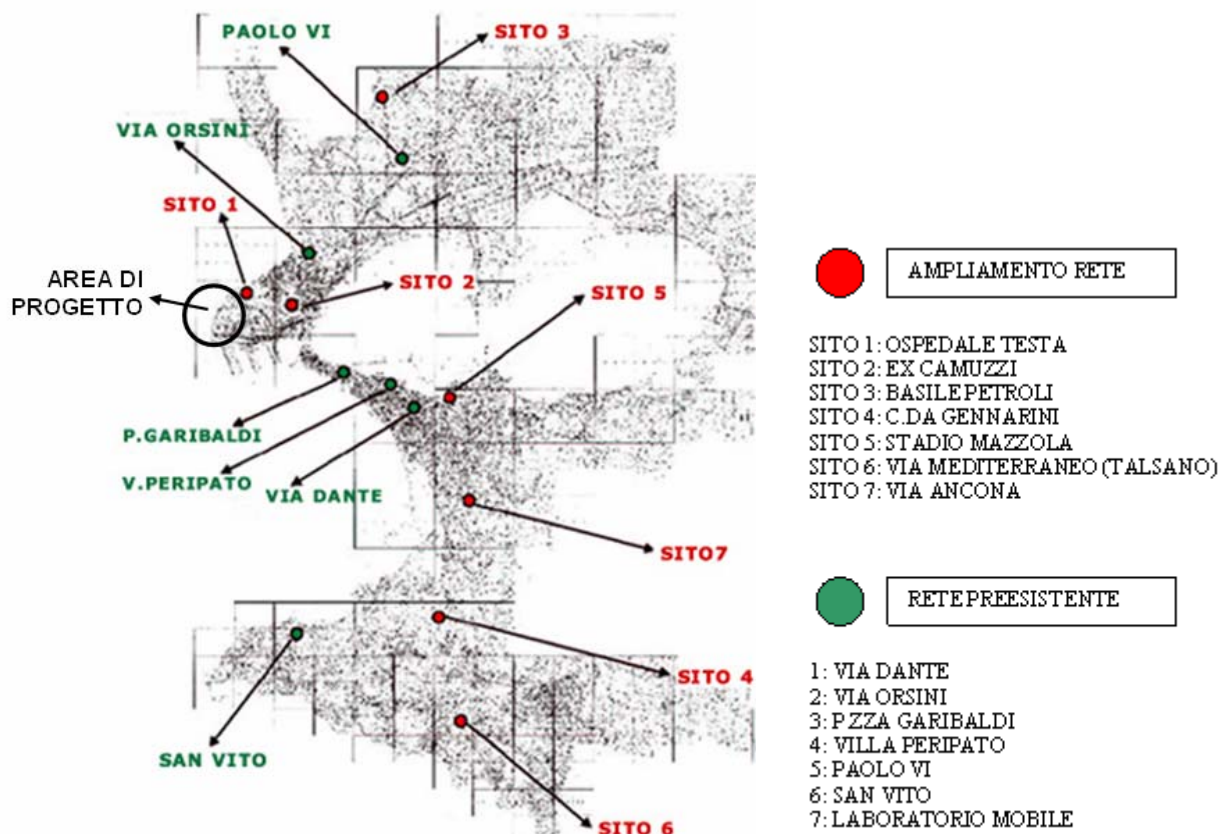 PAOLO VI
SITO 3
VIA ORSINI
SITO 1
AREA DI
PROGETTO
SITO 2
SITO 5
P.GARIBALDI
V.PERIPATO
VIA DANTE
SITO7
SITO 4
SAN VITO
SITO 6
AMPLIAMENTO RETE
SITO 1: OSPEDALE TESTA
SITO 2: EX CAMUZZI
SITO 3: BASILE PETROLI
SITO 4: C.DA GENNARINI
SITO 5: STADIO MAZZOLA
SITO 6: VIA MEDITERRANEO (TALSANO)
SITO 7: VIA ANCONA
RETE PREESISTENTE
1: VIA DANTE
2: VIA ORSINI
3: P.ZZA GARIBALDI
4: VILLA PERIPATO
5: PAOLO VI
6: SAN VITO
7: LABORATORIO MOBILE